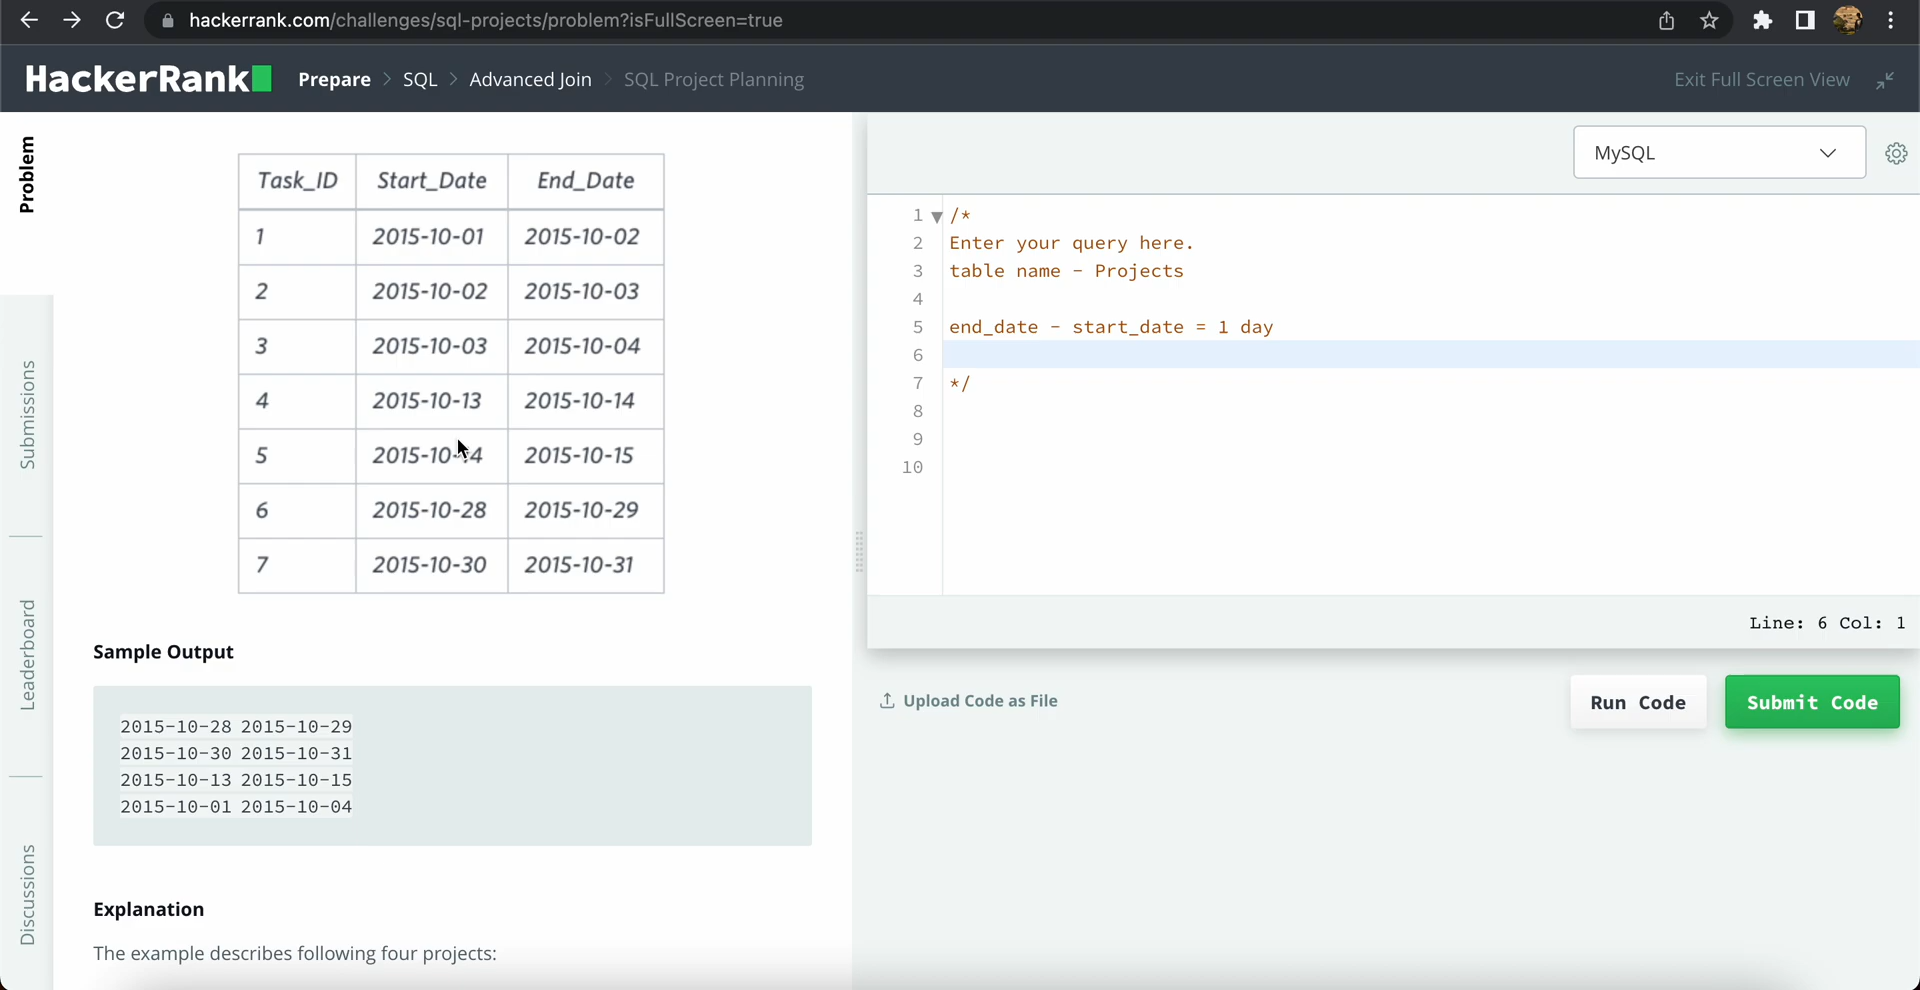 hackerrank.com/challenges/sql-projects/problem?isFullScreen=true
HackerRank Prepare > SQL > Advanced Join > SQL Project Planning Exit Full Screen View
Problem
Submissions
Leaderboard
Discussions
Task_ID Start_Date End_Date
1 2015-10-01 2015-10-02
2 2015-10-02 2015-10-03
3 2015-10-03 2015-10-04
4 2015-10-13 2015-10-14
5 2015-10-14 2015-10-15
6 2015-10-28 2015-10-29
7 2015-10-30 2015-10-31
Sample Output
2015-10-28 2015-10-29
2015-10-30 2015-10-31
2015-10-13 2015-10-15
2015-10-01 2015-10-04
Explanation
The example describes following four projects:
MySQL
1 /*
2 Enter your query here.
3 table name - Projects
4
5 end_date - start_date = 1 day
6
7 */
8
9
10
Line: 6 Col: 1
Upload Code as File Run Code Submit Code